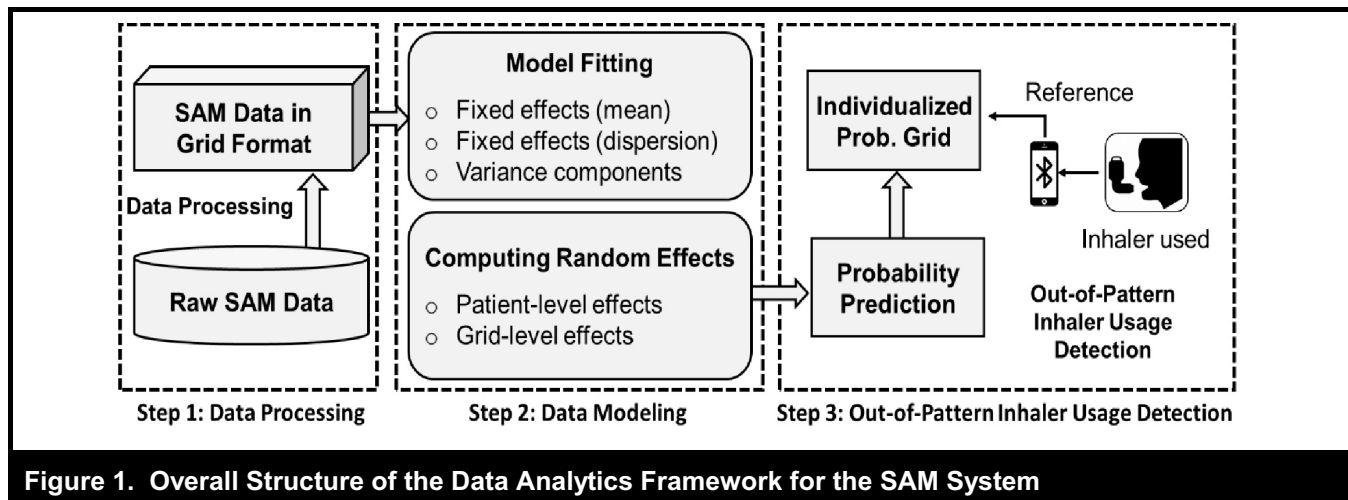 SAM Data in
Grid Format
Data Processing
Raw SAM Data
Step 1: Data Processing
Model Fitting
○ Fixed effects (mean)
○ Fixed effects (dispersion)
○ Variance components
Computing Random Effects
○ Patient-level effects
○ Grid-level effects
Step 2: Data Modeling
Individualized
Prob. Grid
Probability
Prediction
Reference
Inhaler used
Out-of-Pattern
Inhaler Usage
Detection
Step 3: Out-of-Pattern Inhaler Usage Detection
Figure 1. Overall Structure of the Data Analytics Framework for the SAM System